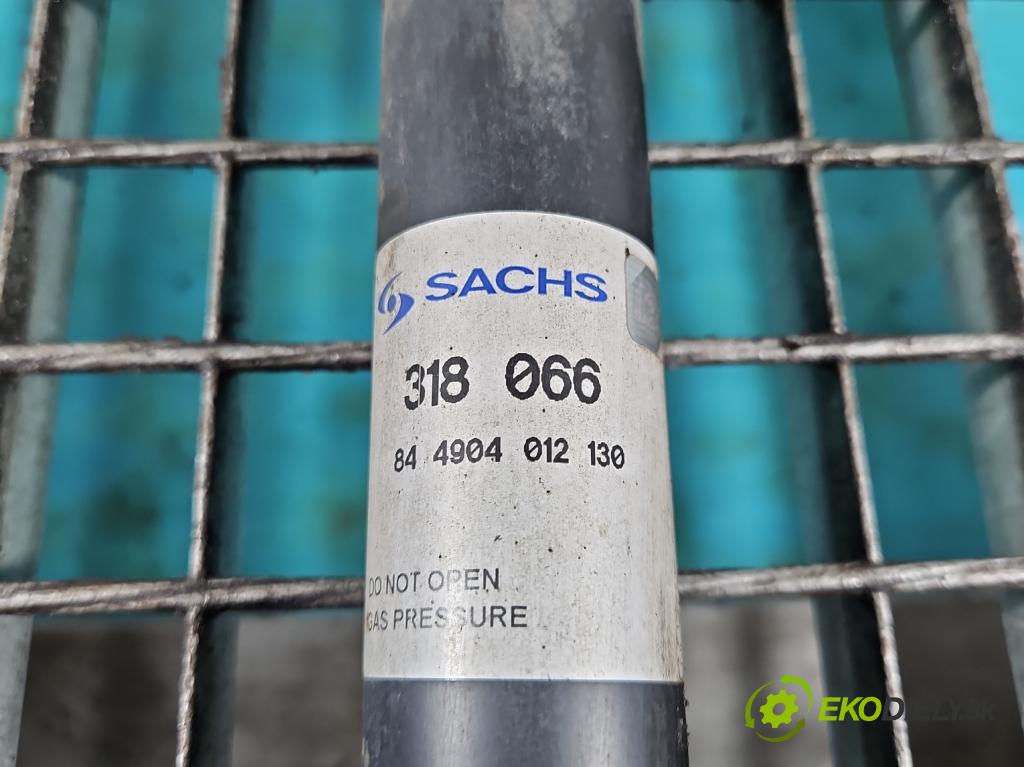 SACHS
318 066
84 4904 012 130
DO NOT OPEN
GAS PRESSURE
EKODIELY.sk